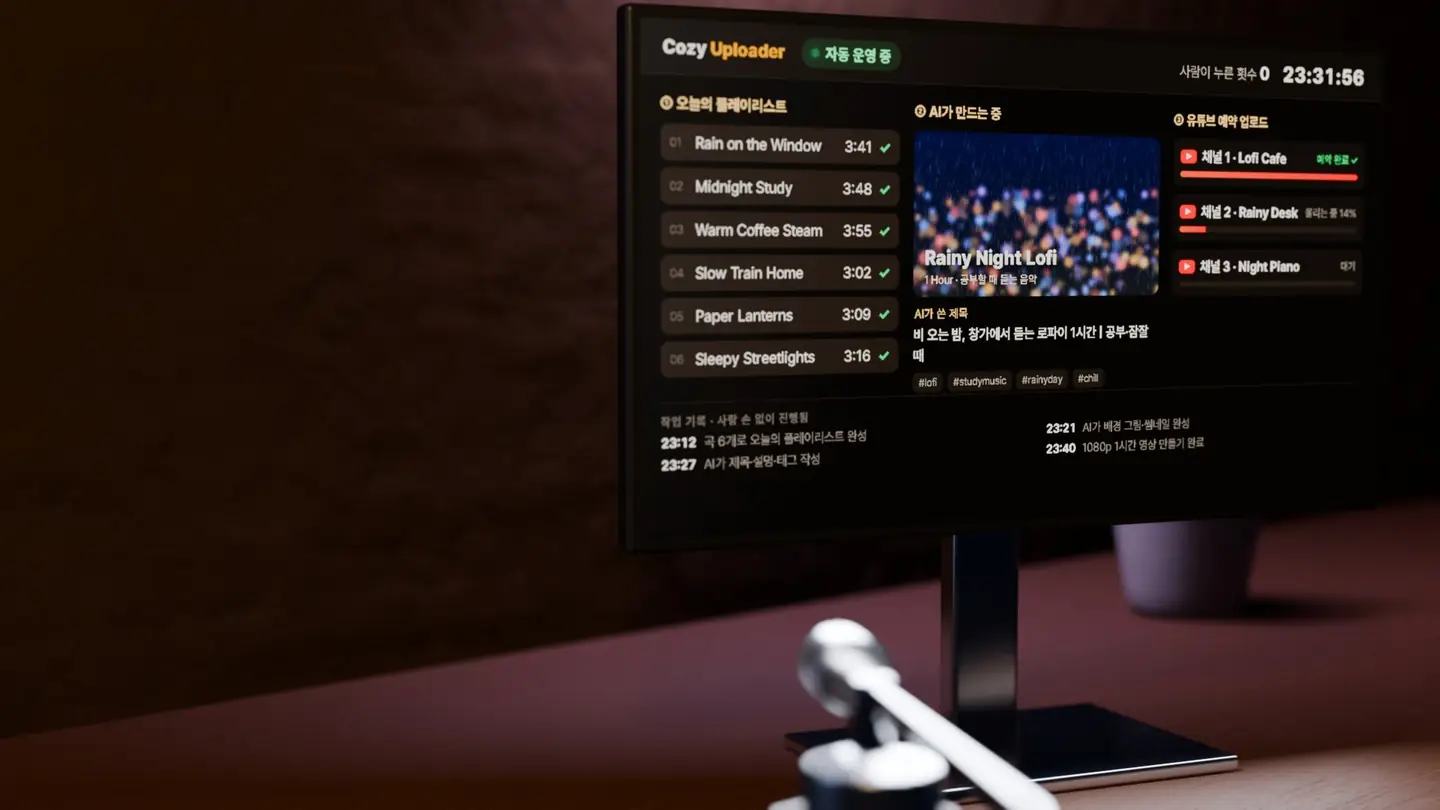 Cozy Uploader
자동 운영 중
사람이 누른 횟수 0 23:31:56
① 오늘의 플레이리스트
01 Rain on the Window 3:41 ✓
02 Midnight Study 3:48 ✓
03 Warm Coffee Steam 3:55 ✓
04 Slow Train Home 3:02 ✓
05 Paper Lanterns 3:09 ✓
06 Sleepy Streetlights 3:16 ✓
② AI가 만드는 중
Rainy Night Lofi
1 Hour · 공부할 때 듣는 음악
AI가 쓴 제목
비 오는 밤, 창가에서 듣는 로파이 1시간 | 공부·잠잘
때
#lofi #studymusic #rainyday #chill
③ 유튜브 예약 업로드
채널 1 · Lofi Cafe 예약 완료 ✓
채널 2 · Rainy Desk 올리는 중 14%
채널 3 · Night Piano 대기
작업 기록 · 사람 손 없이 진행됨
23:12 곡 6개로 오늘의 플레이리스트 완성
23:27 AI가 제목·설명·태그 작성
23:21 AI가 배경 그림·썸네일 완성
23:40 1080p 1시간 영상 만들기 완료